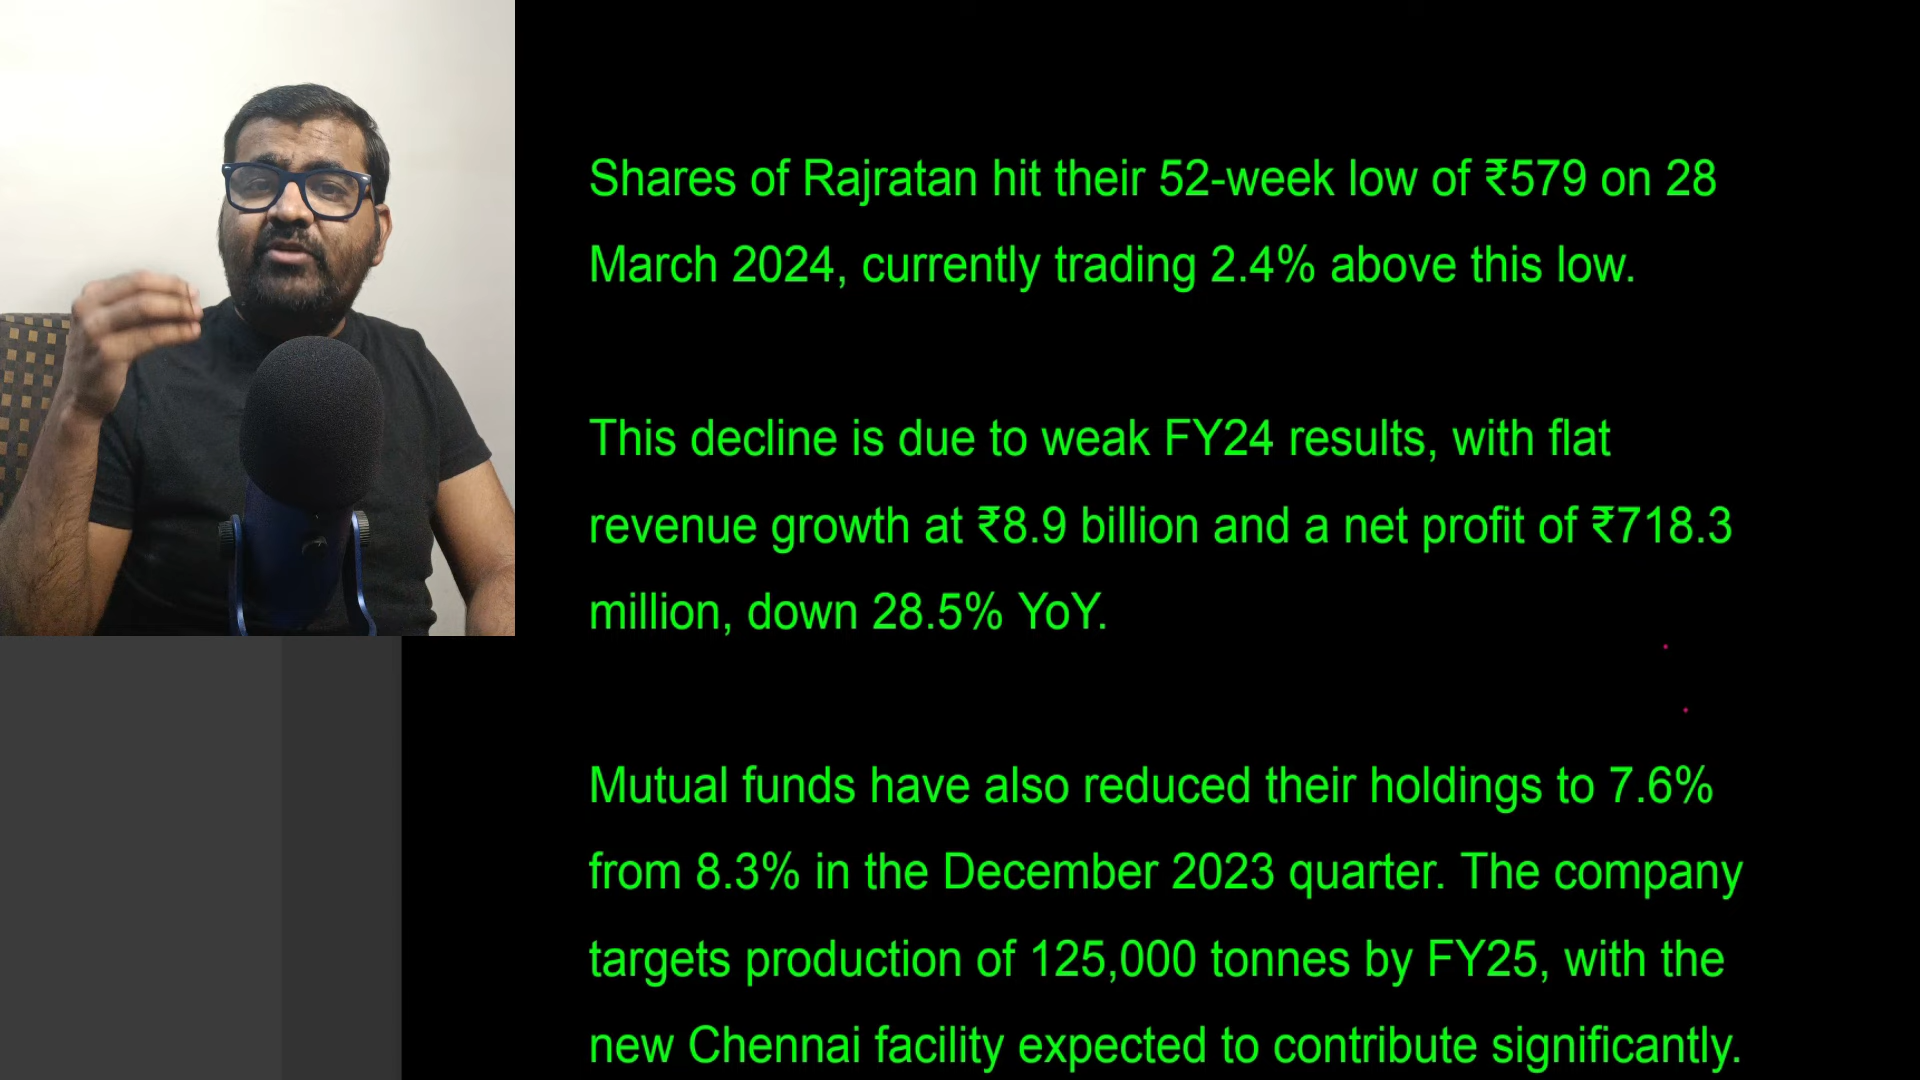 Shares of Rajratan hit their 52-week low of ₹579 on 28
March 2024, currently trading 2.4% above this low.
This decline is due to weak FY24 results, with flat
revenue growth at ₹8.9 billion and a net profit of ₹718.3
million, down 28.5% YoY.
Mutual funds have also reduced their holdings to 7.6%
from 8.3% in the December 2023 quarter. The company
targets production of 125,000 tonnes by FY25, with the
new Chennai facility expected to contribute significantly.